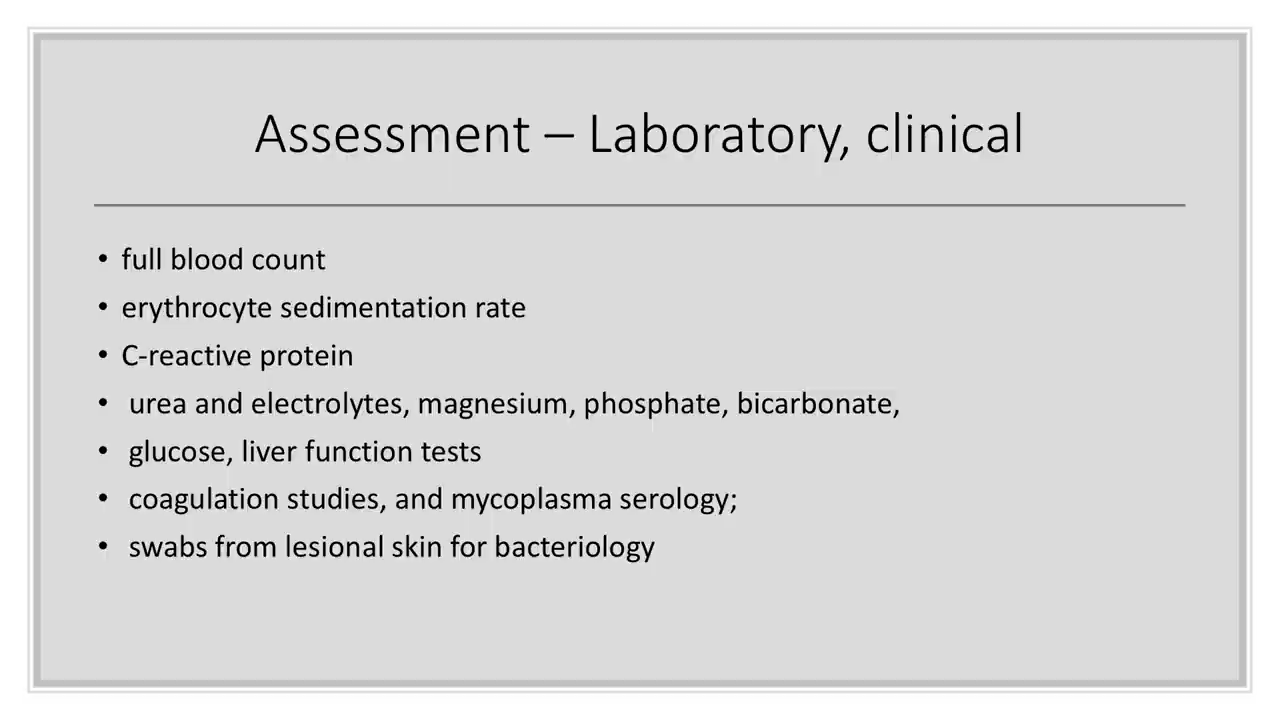 Assessment – Laboratory, clinical
• full blood count
• erythrocyte sedimentation rate
• C-reactive protein
• urea and electrolytes, magnesium, phosphate, bicarbonate,
• glucose, liver function tests
• coagulation studies, and mycoplasma serology;
• swabs from lesional skin for bacteriology